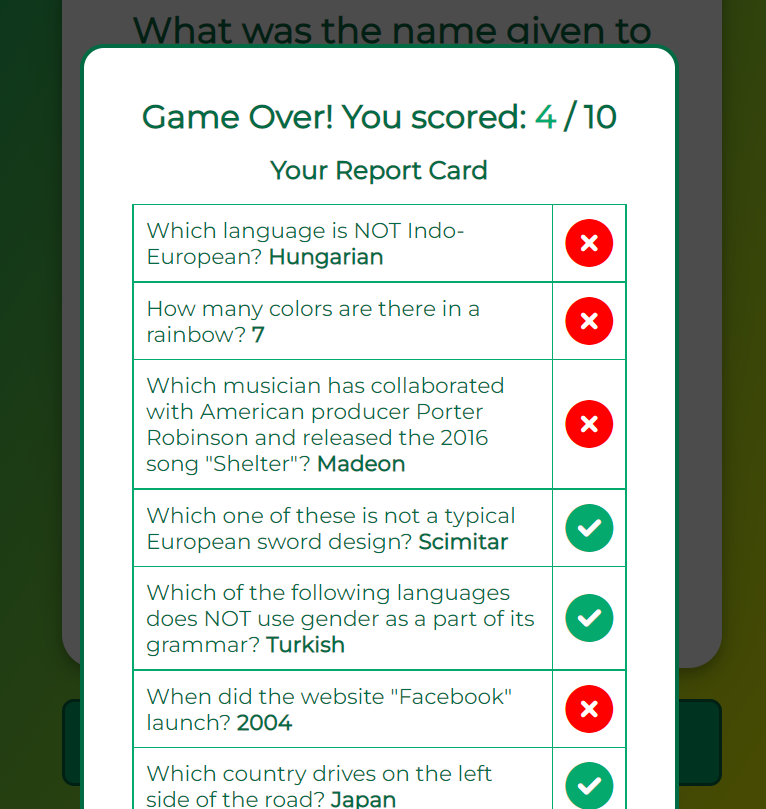 What was the name given to
Game Over! You scored: 4 / 10
Your Report Card
Which language is NOT Indo-
European? Hungarian
How many colors are there in a
rainbow? 7
Which musician has collaborated
with American producer Porter
Robinson and released the 2016
song "Shelter"? Madeon
Which one of these is not a typical
European sword design? Scimitar
Which of the following languages
does NOT use gender as a part of its
grammar? Turkish
When did the website "Facebook"
launch? 2004
Which country drives on the left
side of the road? Japan